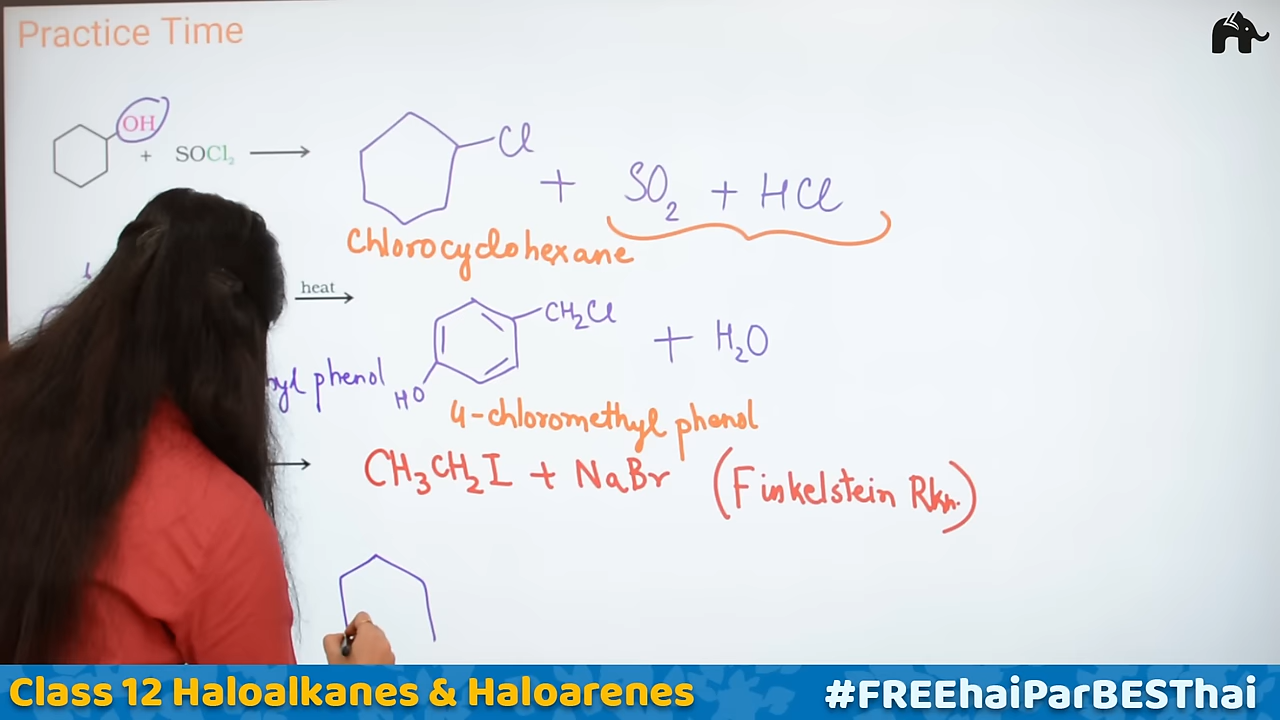 Practice Time
OH
+ SOCl₂ ⟶ Cl + SO₂ + HCl
Chlorocyclohexane
heat
CH₂Cl + H₂O
phenol HO
4-chloromethyl phenol
CH₃CH₂I + NaBr (Finkelstein Rxn.)
Class 12 Haloalkanes & Haloarenes #FREEhaiParBESThai